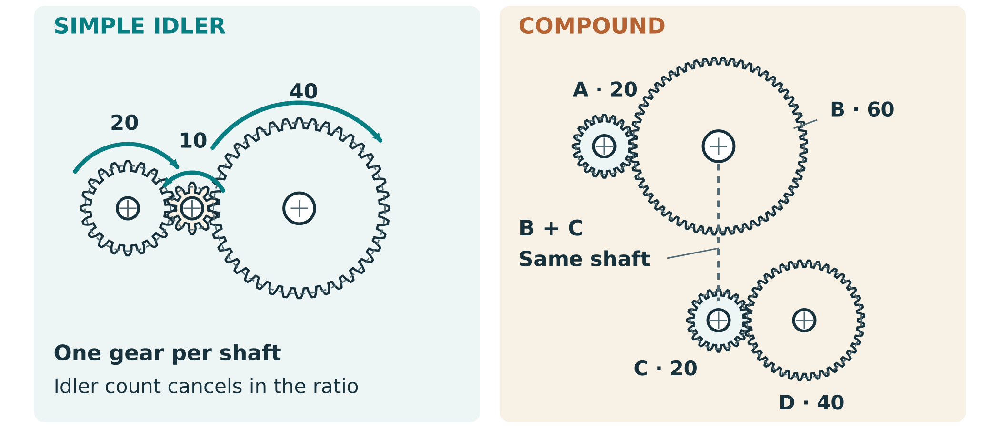 SIMPLE IDLER
20
10
40
One gear per shaft
Idler count cancels in the ratio
COMPOUND
A · 20
B · 60
B + C
Same shaft
C · 20
D · 40